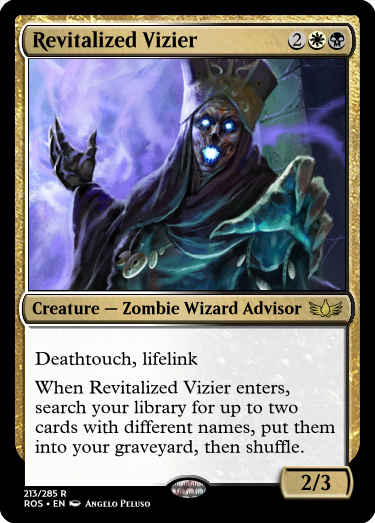 Revitalized Vizier 2
Creature — Zombie Wizard Advisor
Deathtouch, lifelink
When Revitalized Vizier enters,
search your library for up to two
cards with different names, put them
into your graveyard, then shuffle.
2/3
213/285 R
ROS • EN Angelo Peluso